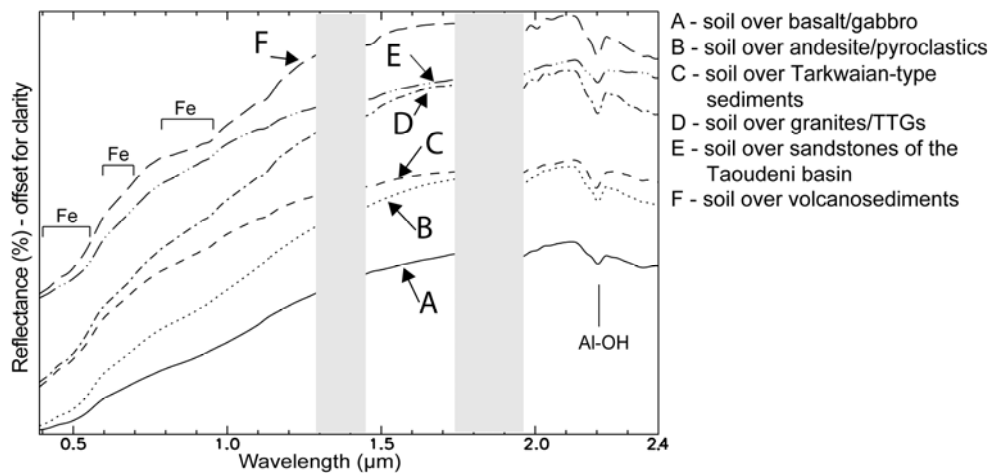 Reflectance (%) - offset for clarity
Fe
Fe
Fe
F
E
D
C
B
A
Al-OH
0.5 1.0 1.5 2.0 2.4
Wavelength (µm)
A - soil over basalt/gabbro
B - soil over andesite/pyroclastics
C - soil over Tarkwaian-type
sediments
D - soil over granites/TTGs
E - soil over sandstones of the
Taoudeni basin
F - soil over volcanosediments